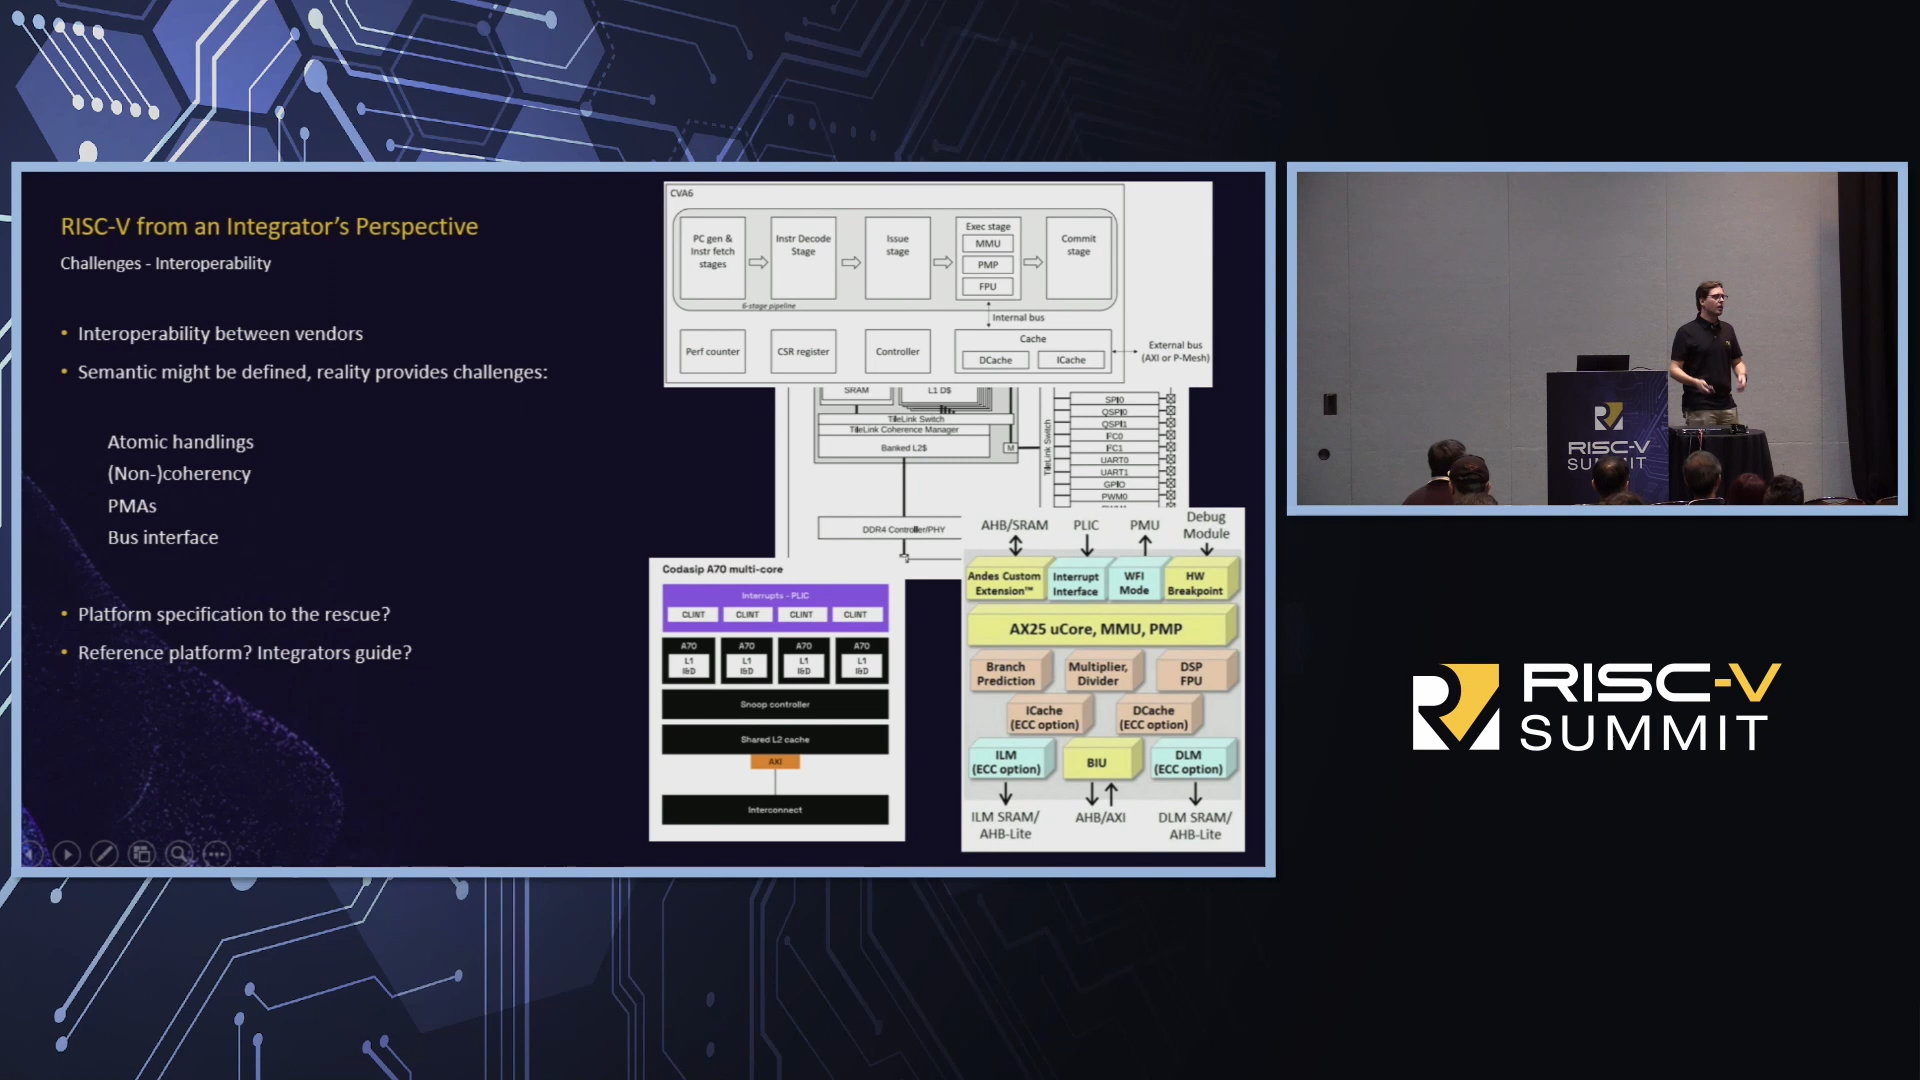 RISC-V from an Integrator's Perspective
Challenges - Interoperability
• Interoperability between vendors
• Semantic might be defined, reality provides challenges:
Atomic handlings
(Non-)coherency
PMAs
Bus interface
• Platform specification to the rescue?
• Reference platform? Integrators guide?
CVA6
PC gen &
Instr fetch
stages
Instr Decode
Stage
Issue
stage
Exec stage
MMU
PMP
FPU
Commit
stage
6-stage pipeline
Internal bus
Perf counter
CSR register
Controller
Cache
DCache
ICache
External bus
(AXI or P-Mesh)
SRAM
L1 D$
TileLink Switch
TileLink Coherence Manager
Banked L2$
M
DDR4 Controller/PHY
TileLink Switch
SPI0
QSPI0
QSPI1
UART0
UART1
GPIO
PWM0
Codasip A70 multi-core
Interrupts - PLIC
CLINT
CLINT
CLINT
CLINT
A70
L1
I&D
A70
L1
I&D
A70
L1
I&D
A70
L1
I&D
Snoop controller
Shared L2 cache
AXI
Interconnect
AHB/SRAM
PLIC
PMU
Debug
Module
Andes Custom
Extension™
Interrupt
Interface
WFI
Mode
HW
Breakpoint
AX25 uCore, MMU, PMP
Branch
Prediction
Multiplier,
Divider
DSP
FPU
ICache
(ECC option)
DCache
(ECC option)
ILM
(ECC option)
BIU
DLM
(ECC option)
ILM SRAM/
AHB-Lite
AHB/AXI
DLM SRAM/
AHB-Lite
RISC-V
RISC-V
SUMMIT